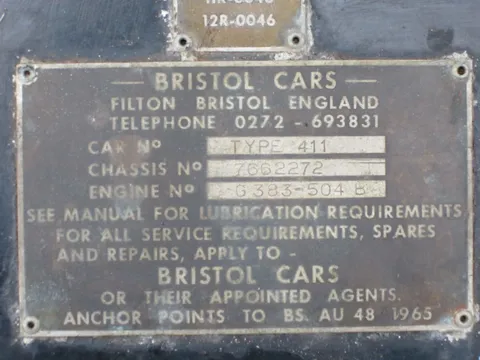 12R-0046
— BRISTOL CARS —
FILTON BRISTOL ENGLAND
TELEPHONE 0272 - 693831
CAR Nº TYPE 411
CHASSIS Nº 7662272
ENGINE Nº G383-504 B
SEE MANUAL FOR LUBRICATION REQUIREMENTS
FOR ALL SERVICE REQUIREMENTS, SPARES
AND REPAIRS, APPLY TO -
BRISTOL CARS
OR THEIR APPOINTED AGENTS.
ANCHOR POINTS TO BS. AU 48 1965